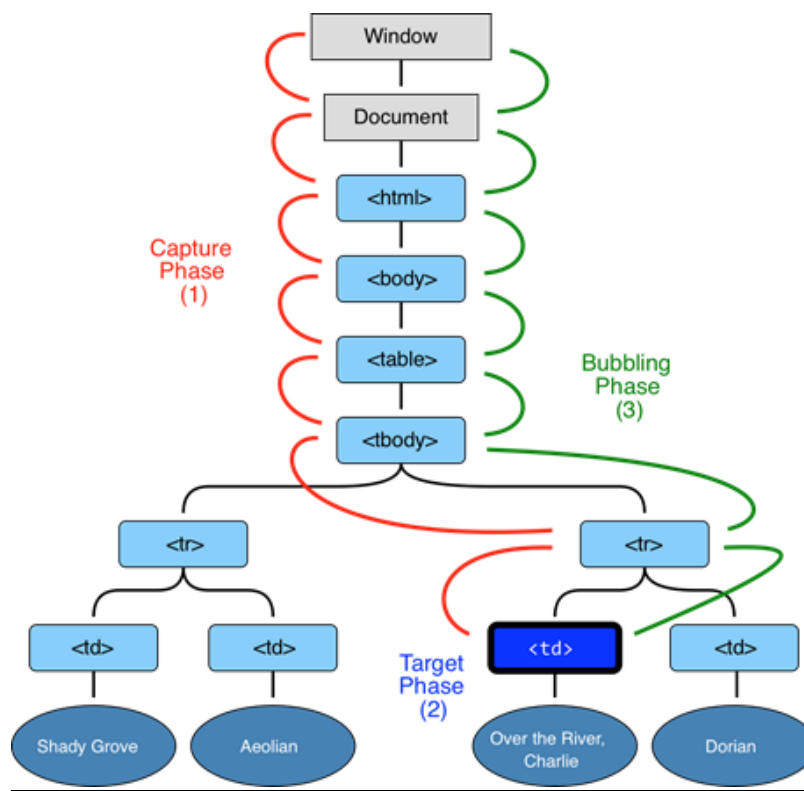 Window
Document
<html>
Capture
Phase
(1)
<body>
<table>
Bubbling
Phase
(3)
<tbody>
<tr>
<tr>
<td>
<td>
<td>
<td>
Target
Phase
(2)
Shady Grove
Aeolian
Over the River,
Charlie
Dorian